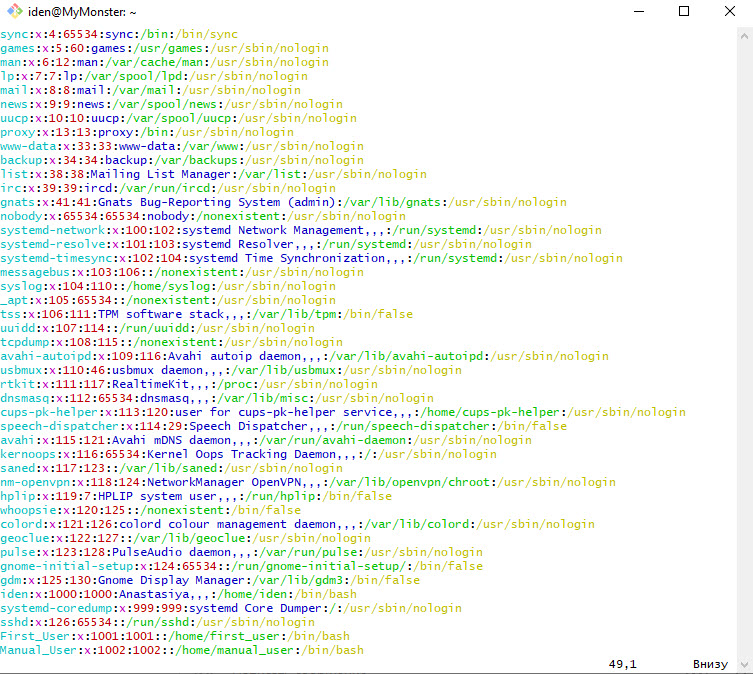 iden@MyMonster: ~
sync:x:4:65534:sync:/bin:/bin/sync
games:x:5:60:games:/usr/games:/usr/sbin/nologin
man:x:6:12:man:/var/cache/man:/usr/sbin/nologin
lp:x:7:7:lp:/var/spool/lpd:/usr/sbin/nologin
mail:x:8:8:mail:/var/mail:/usr/sbin/nologin
news:x:9:9:news:/var/spool/news:/usr/sbin/nologin
uucp:x:10:10:uucp:/var/spool/uucp:/usr/sbin/nologin
proxy:x:13:13:proxy:/bin:/usr/sbin/nologin
www-data:x:33:33:www-data:/var/www:/usr/sbin/nologin
backup:x:34:34:backup:/var/backups:/usr/sbin/nologin
list:x:38:38:Mailing List Manager:/var/list:/usr/sbin/nologin
irc:x:39:39:ircd:/var/run/ircd:/usr/sbin/nologin
gnats:x:41:41:Gnats Bug-Reporting System (admin):/var/lib/gnats:/usr/sbin/nologin
nobody:x:65534:65534:nobody:/nonexistent:/usr/sbin/nologin
systemd-network:x:100:102:systemd Network Management,,,:/run/systemd:/usr/sbin/nologin
systemd-resolve:x:101:103:systemd Resolver,,,:/run/systemd:/usr/sbin/nologin
systemd-timesync:x:102:104:systemd Time Synchronization,,,:/run/systemd:/usr/sbin/nologin
messagebus:x:103:106::/nonexistent:/usr/sbin/nologin
syslog:x:104:110::/home/syslog:/usr/sbin/nologin
_apt:x:105:65534::/nonexistent:/usr/sbin/nologin
tss:x:106:111:TPM software stack,,,:/var/lib/tpm:/bin/false
uuidd:x:107:114::/run/uuidd:/usr/sbin/nologin
tcpdump:x:108:115::/nonexistent:/usr/sbin/nologin
avahi-autoipd:x:109:116:Avahi autoip daemon,,,:/var/lib/avahi-autoipd:/usr/sbin/nologin
usbmux:x:110:46:usbmux daemon,,,:/var/lib/usbmux:/usr/sbin/nologin
rtkit:x:111:117:RealtimeKit,,,:/proc:/usr/sbin/nologin
dnsmasq:x:112:65534:dnsmasq,,,:/var/lib/misc:/usr/sbin/nologin
cups-pk-helper:x:113:120:user for cups-pk-helper service,,,:/home/cups-pk-helper:/usr/sbin/nologin
speech-dispatcher:x:114:29:Speech Dispatcher,,,:/run/speech-dispatcher:/bin/false
avahi:x:115:121:Avahi mDNS daemon,,,:/var/run/avahi-daemon:/usr/sbin/nologin
kernoops:x:116:65534:Kernel Oops Tracking Daemon,,,:/:/usr/sbin/nologin
saned:x:117:123::/var/lib/saned:/usr/sbin/nologin
nm-openvpn:x:118:124:NetworkManager OpenVPN,,,:/var/lib/openvpn/chroot:/usr/sbin/nologin
hplip:x:119:7:HPLIP system user,,,:/run/hplip:/bin/false
whoopsie:x:120:125::/nonexistent:/bin/false
colord:x:121:126:colord colour management daemon,,,:/var/lib/colord:/usr/sbin/nologin
geoclue:x:122:127::/var/lib/geoclue:/usr/sbin/nologin
pulse:x:123:128:PulseAudio daemon,,,:/var/run/pulse:/usr/sbin/nologin
gnome-initial-setup:x:124:65534::/run/gnome-initial-setup/:/bin/false
gdm:x:125:130:Gnome Display Manager:/var/lib/gdm3:/bin/false
iden:x:1000:1000:Anastasiya,,,:/home/iden:/bin/bash
systemd-coredump:x:999:999:systemd Core Dumper:/:/usr/sbin/nologin
sshd:x:126:65534::/run/sshd:/usr/sbin/nologin
First_User:x:1001:1001::/home/first_user:/bin/bash
Manual_User:x:1002:1002::/home/manual_user:/bin/bash
49,1 Внизу